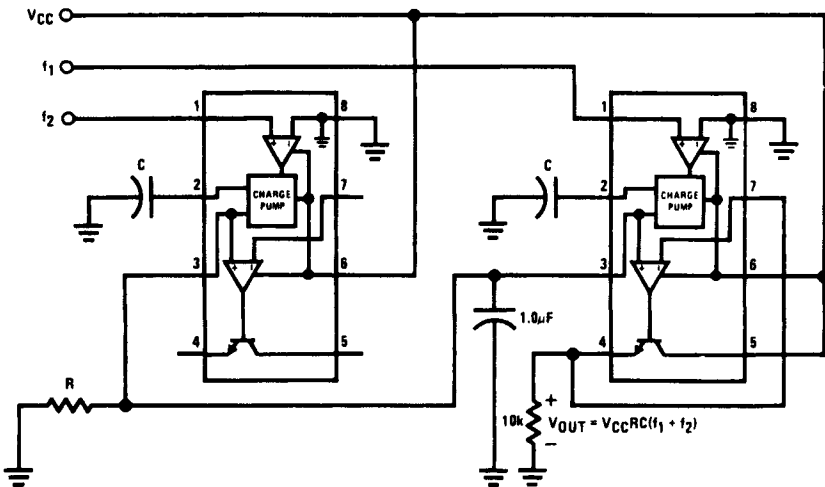 VCC
f1
f2
1
8
C
2
CHARGE
PUMP
7
3
+
-
6
4
5
R
1
8
C
2
CHARGE
PUMP
7
3
+
-
6
1.0µF
4
5
10k
+
VOUT = VCCRC(f1 + f2)
-